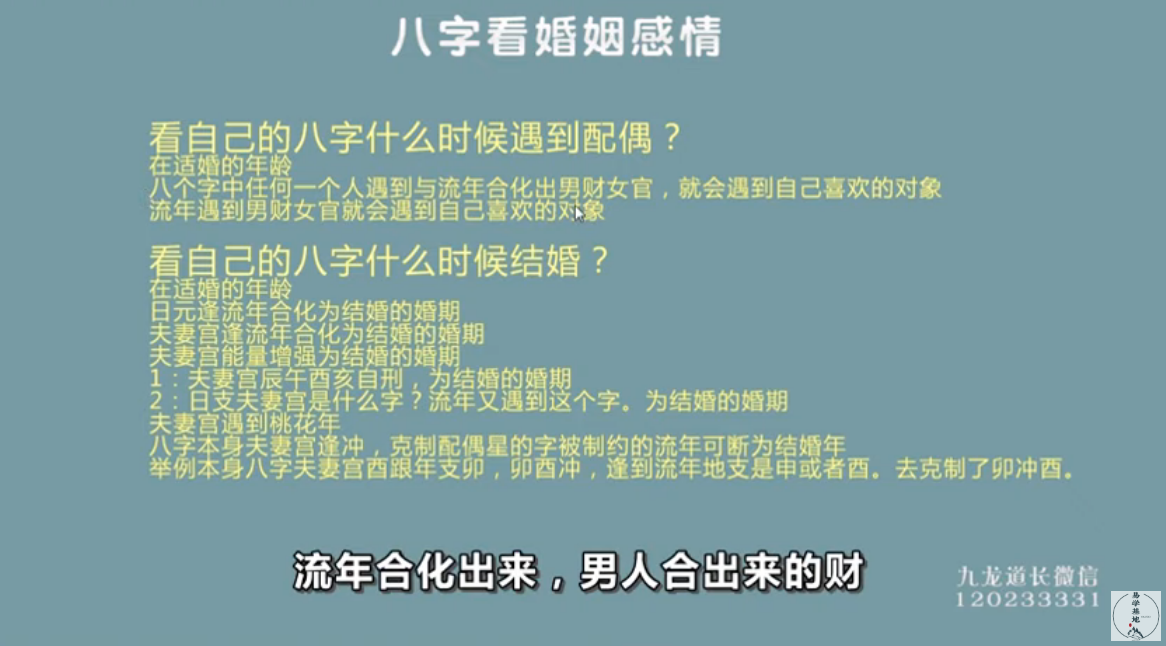 八字看婚姻感情
看自己的八字什么时候遇到配偶？
在适婚的年龄
八个字中任何一个人遇到与流年合化出男财女官，就会遇到自己喜欢的对象
流年遇到男财女官就会遇到自己喜欢的对象
看自己的八字什么时候结婚？
在适婚的年龄
日元逢流年合化为结婚的婚期
夫妻宫逢流年合化为结婚的婚期
夫妻宫能量增强为结婚的婚期
1：夫妻宫辰午酉亥自刑，为结婚的婚期
2：日支夫妻宫是什么字？流年又遇到这个字。为结婚的婚期
夫妻宫遇到桃花年
八字本身夫妻宫逢冲，克制配偶星的字被制约的流年可断为结婚年
举例本身八字夫妻宫酉跟年支卯，卯酉冲，逢到流年地支是申或者酉。去克制了卯冲酉。
流年合化出来，男人合出来的财
九龙道长微信
120233331
易学基地